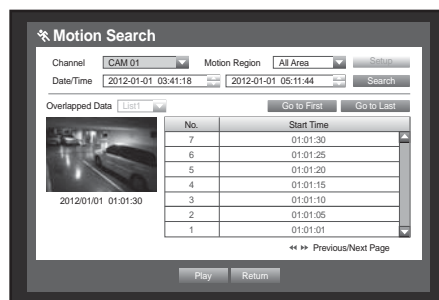 Motion Search
Channel CAM 01 Motion Region All Area Setup
Date/Time 2012-01-01 03:41:18 2012-01-01 05:11:44 Search
Overlapped Data List1 Go to First Go to Last
No. Start Time
7 01:01:30
6 01:01:25
5 01:01:20
4 01:01:15
3 01:01:10
2 01:01:05
1 01:01:01
2012/01/01 01:01:30
Previous/Next Page
Play Return